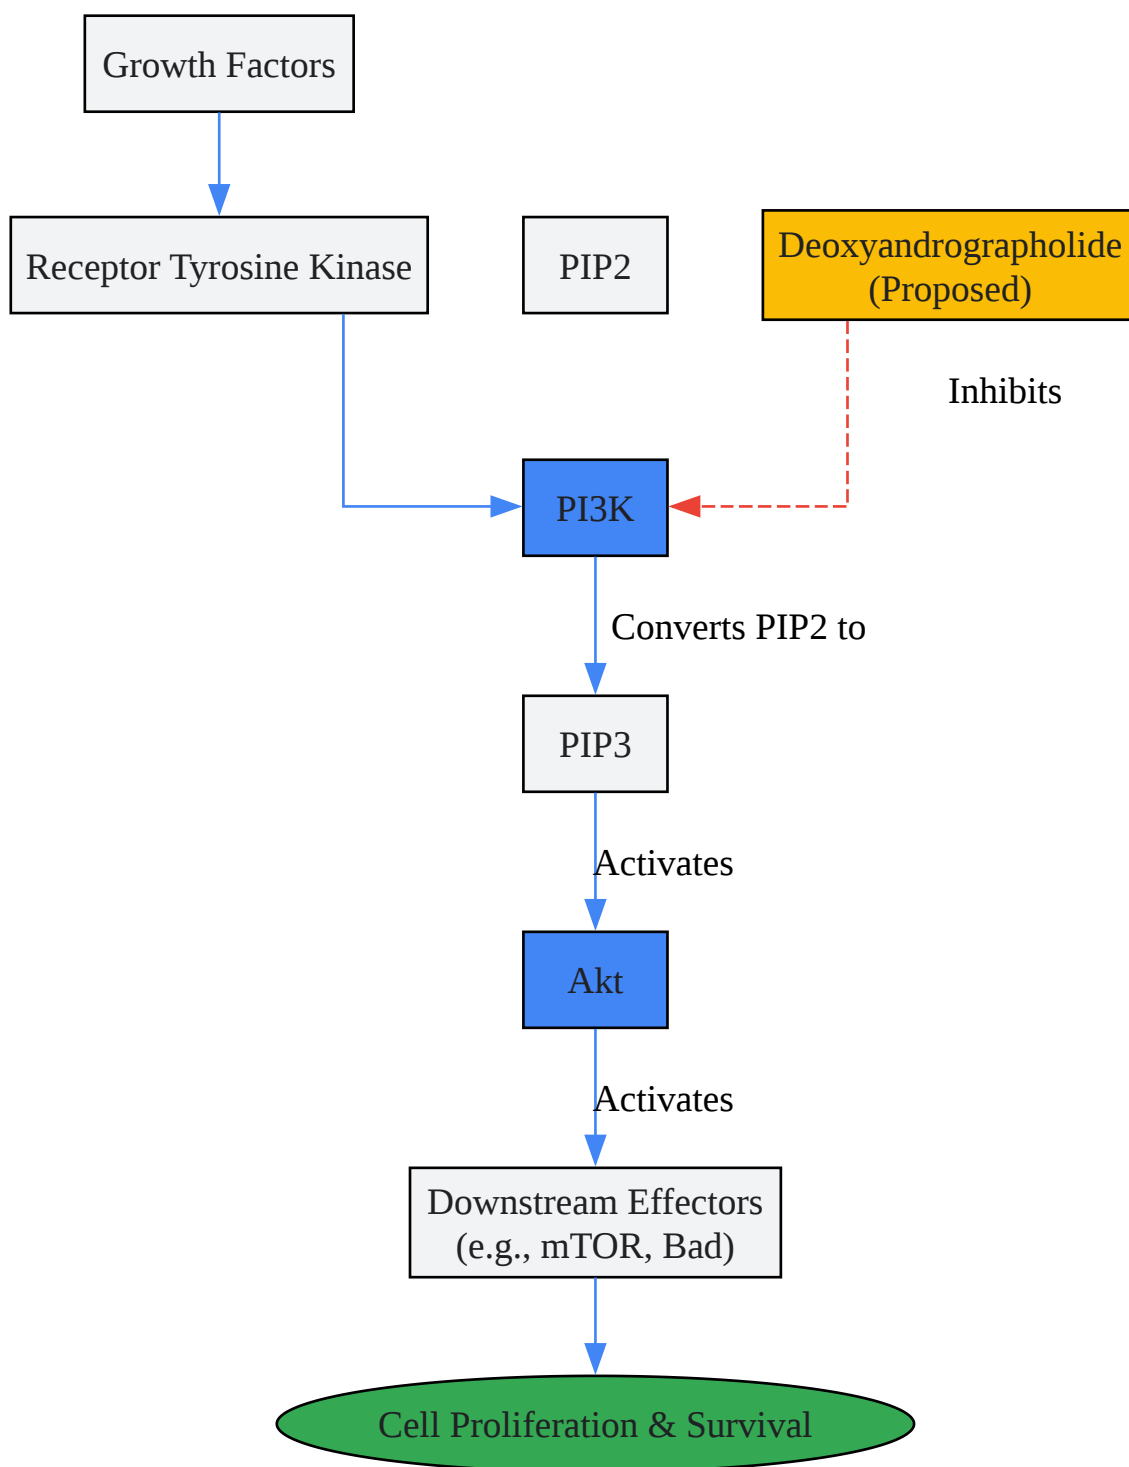 Growth Factors
Receptor Tyrosine Kinase
PIP2
Deoxyandrographolide
(Proposed)
Inhibits
PI3K
Converts PIP2 to
PIP3
Activates
Akt
Activates
Downstream Effectors
(e.g., mTOR, Bad)
Cell Proliferation & Survival